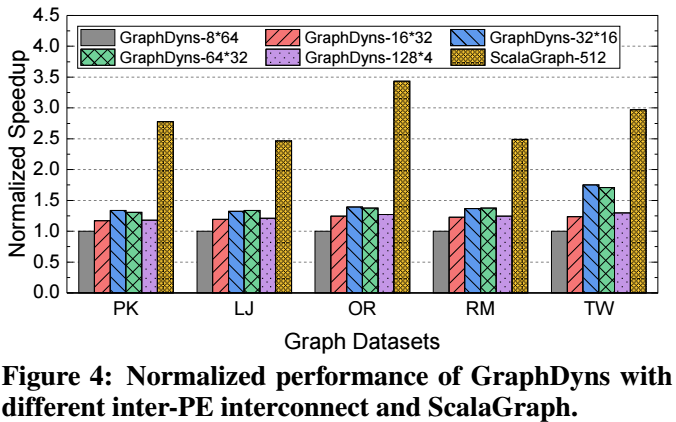 4.5
4.0
3.5
3.0
2.5
2.0
1.5
1.0
0.5
0.0
Normalized Speedup
GraphDyns-8*64 GraphDyns-16*32 GraphDyns-32*16
GraphDyns-64*32 GraphDyns-128*4 ScalaGraph-512
PK LJ OR RM TW
Graph Datasets
Figure 4: Normalized performance of GraphDyns with
different inter-PE interconnect and ScalaGraph.